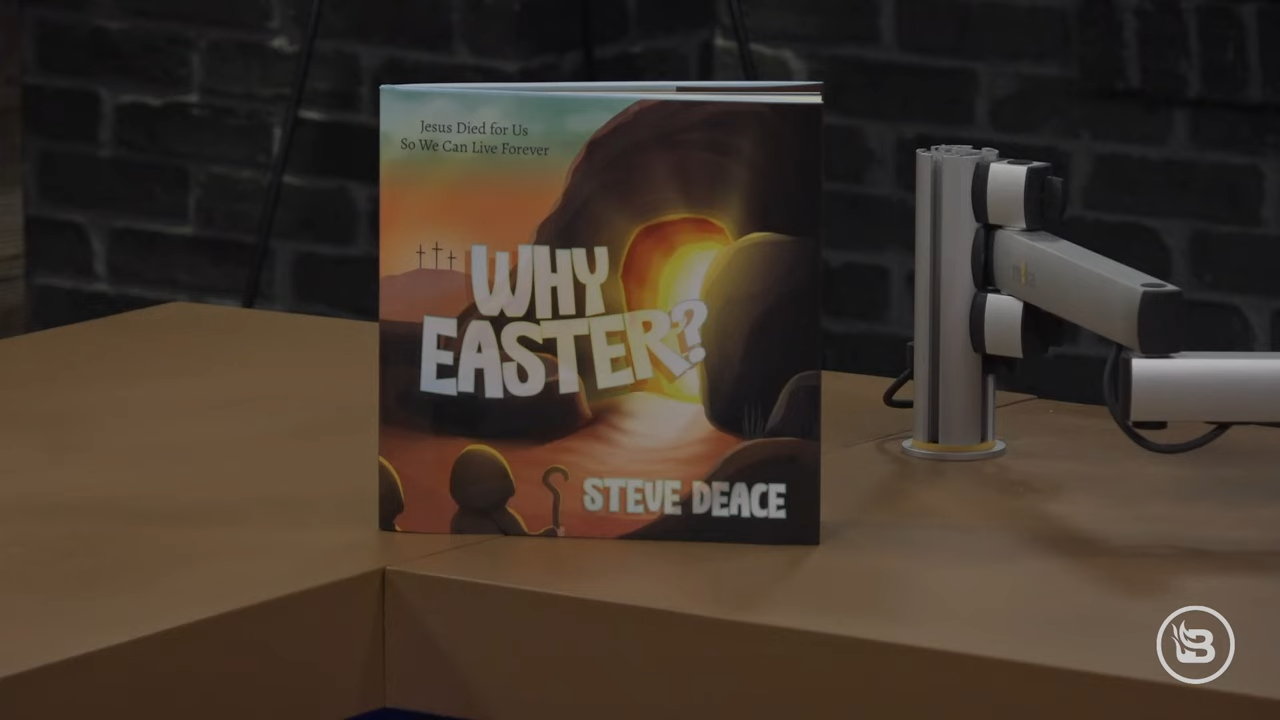 Jesus Died for Us
So We Can Live Forever
WHY
EASTER?
STEVE DEACE
B